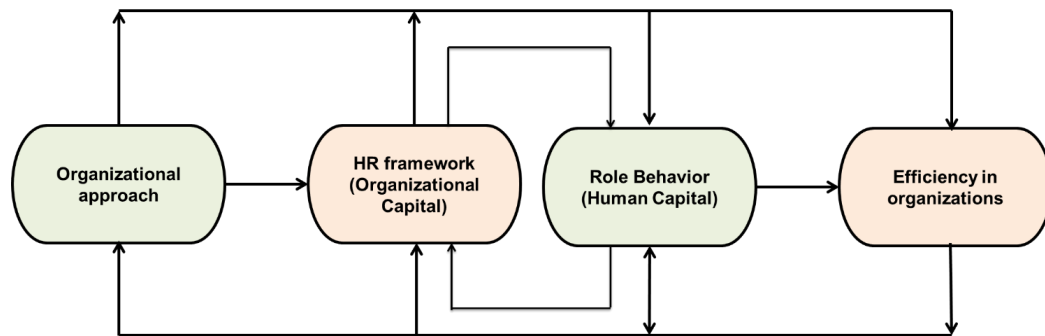 Organizational
approach
HR framework
(Organizational
Capital)
Role Behavior
(Human Capital)
Efficiency in
organizations